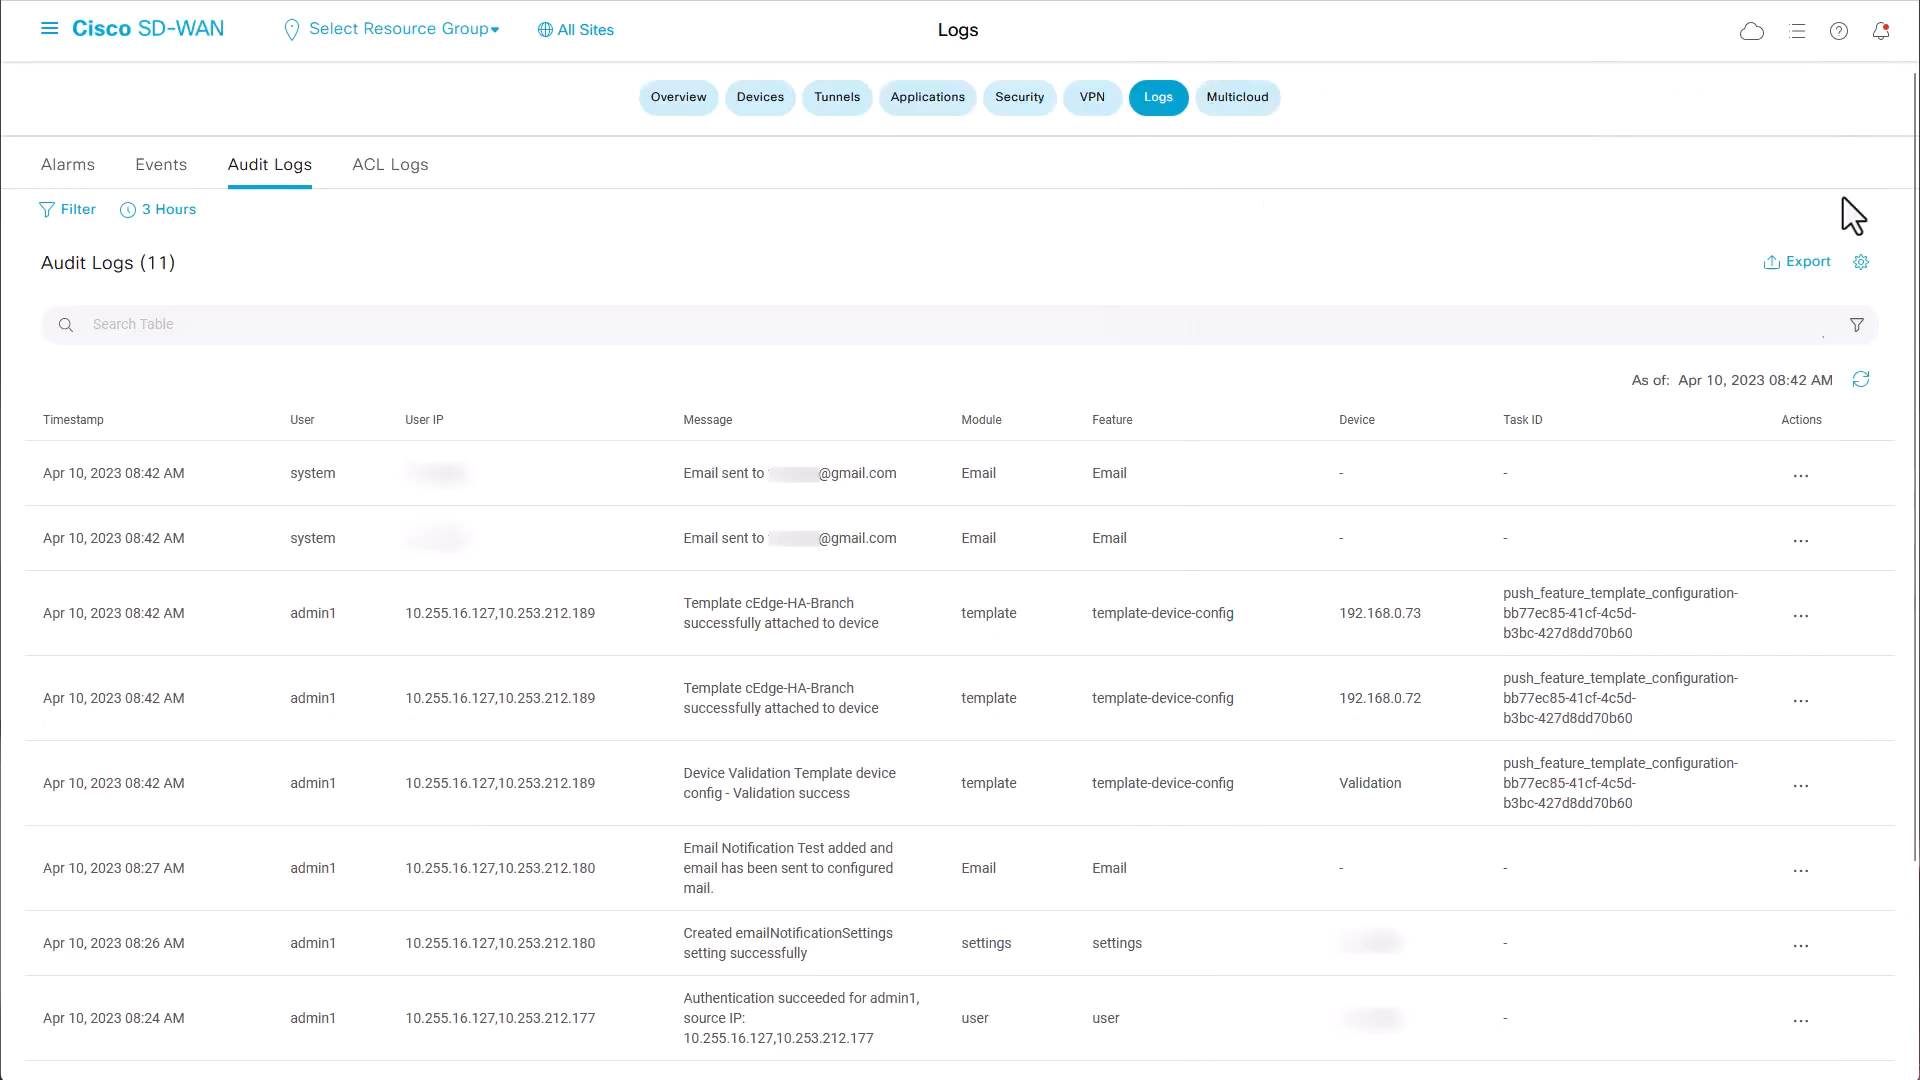 Cisco SD-WAN
Select Resource Group
All Sites
Logs
Overview
Devices
Tunnels
Applications
Security
VPN
Logs
Multicloud
Alarms
Events
Audit Logs
ACL Logs
Filter
3 Hours
Audit Logs (11)
Export
Search Table
As of: Apr 10, 2023 08:42 AM
Timestamp User User IP Message Module Feature Device Task ID Actions
Apr 10, 2023 08:42 AM system Email sent to @gmail.com Email Email - - ...
Apr 10, 2023 08:42 AM system Email sent to @gmail.com Email Email - - ...
Apr 10, 2023 08:42 AM admin1 10.255.16.127,10.253.212.189
Template cEdge-HA-Branch
successfully attached to device
template template-device-config 192.168.0.73
push_feature_template_configuration-
bb77ec85-41cf-4c5d-
b3bc-427d8dd70b60
...
Apr 10, 2023 08:42 AM admin1 10.255.16.127,10.253.212.189
Template cEdge-HA-Branch
successfully attached to device
template template-device-config 192.168.0.72
push_feature_template_configuration-
bb77ec85-41cf-4c5d-
b3bc-427d8dd70b60
...
Apr 10, 2023 08:42 AM admin1 10.255.16.127,10.253.212.189
Device Validation Template device
config - Validation success
template template-device-config Validation
push_feature_template_configuration-
bb77ec85-41cf-4c5d-
b3bc-427d8dd70b60
...
Apr 10, 2023 08:27 AM admin1 10.255.16.127,10.253.212.180
Email Notification Test added and
email has been sent to configured
mail.
Email Email - - ...
Apr 10, 2023 08:26 AM admin1 10.255.16.127,10.253.212.180
Created emailNotificationSettings
setting successfully
settings settings - ...
Apr 10, 2023 08:24 AM admin1 10.255.16.127,10.253.212.177
Authentication succeeded for admin1,
source IP:
10.255.16.127,10.253.212.177
user user - ...